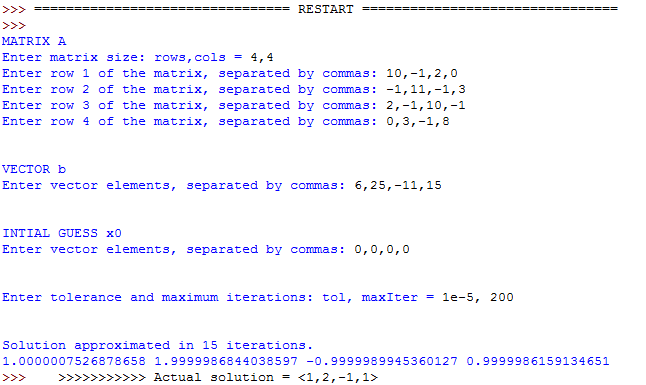 >>> ================================ RESTART ================================
>>>
MATRIX A
Enter matrix size: rows,cols = 4,4
Enter row 1 of the matrix, separated by commas: 10,-1,2,0
Enter row 2 of the matrix, separated by commas: -1,11,-1,3
Enter row 3 of the matrix, separated by commas: 2,-1,10,-1
Enter row 4 of the matrix, separated by commas: 0,3,-1,8
VECTOR b
Enter vector elements, separated by commas: 6,25,-11,15
INTIAL GUESS x0
Enter vector elements, separated by commas: 0,0,0,0
Enter tolerance and maximum iterations: tol, maxIter = 1e-5, 200
Solution approximated in 15 iterations.
1.0000007526878658 1.9999986844038597 -0.9999989945360127 0.9999986159134651
>>>    >>>>>>>>>>> Actual solution = <1,2,-1,1>